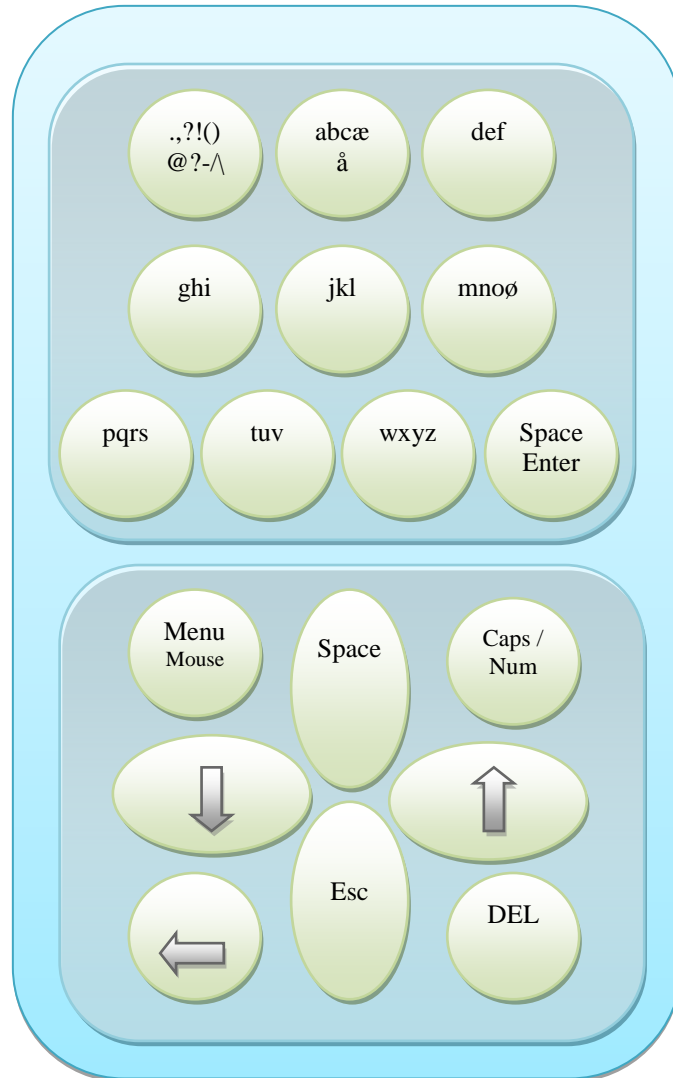 .,?!()
@?-/\
abcæ
å
def
ghi
jkl
mnoø
pqrs
tuv
wxyz
Space
Enter
Menu
Mouse
Space
Caps /
Num
Esc
DEL